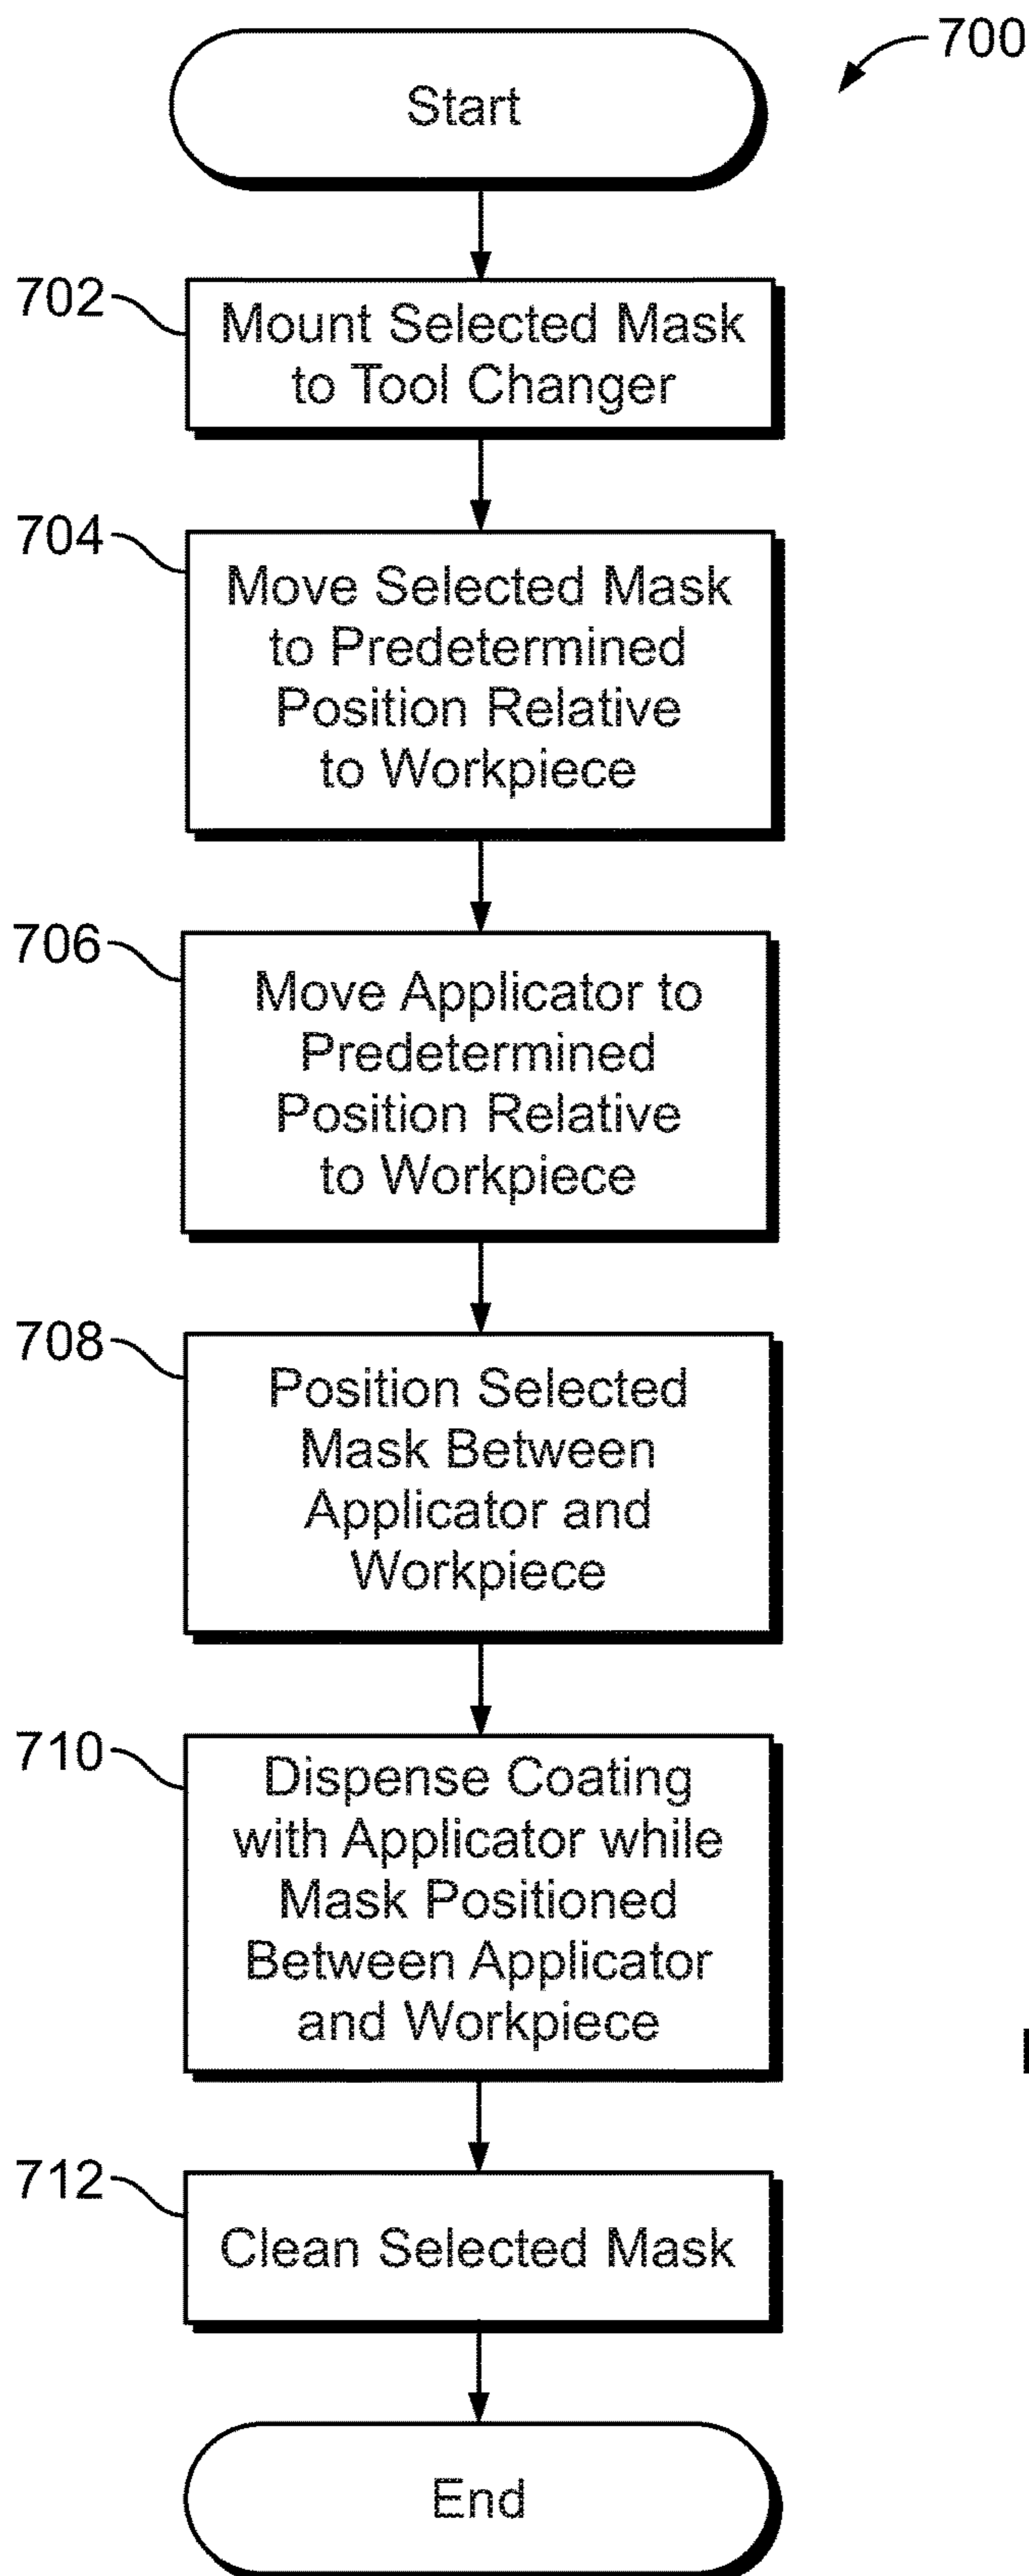 700
Start
702
Mount Selected Mask
to Tool Changer
704
Move Selected Mask
to Predetermined
Position Relative
to Workpiece
706
Move Applicator to
Predetermined
Position Relative
to Workpiece
708
Position Selected
Mask Between
Applicator and
Workpiece
710
Dispense Coating
with Applicator while
Mask Positioned
Between Applicator
and Workpiece
712
Clean Selected Mask
End